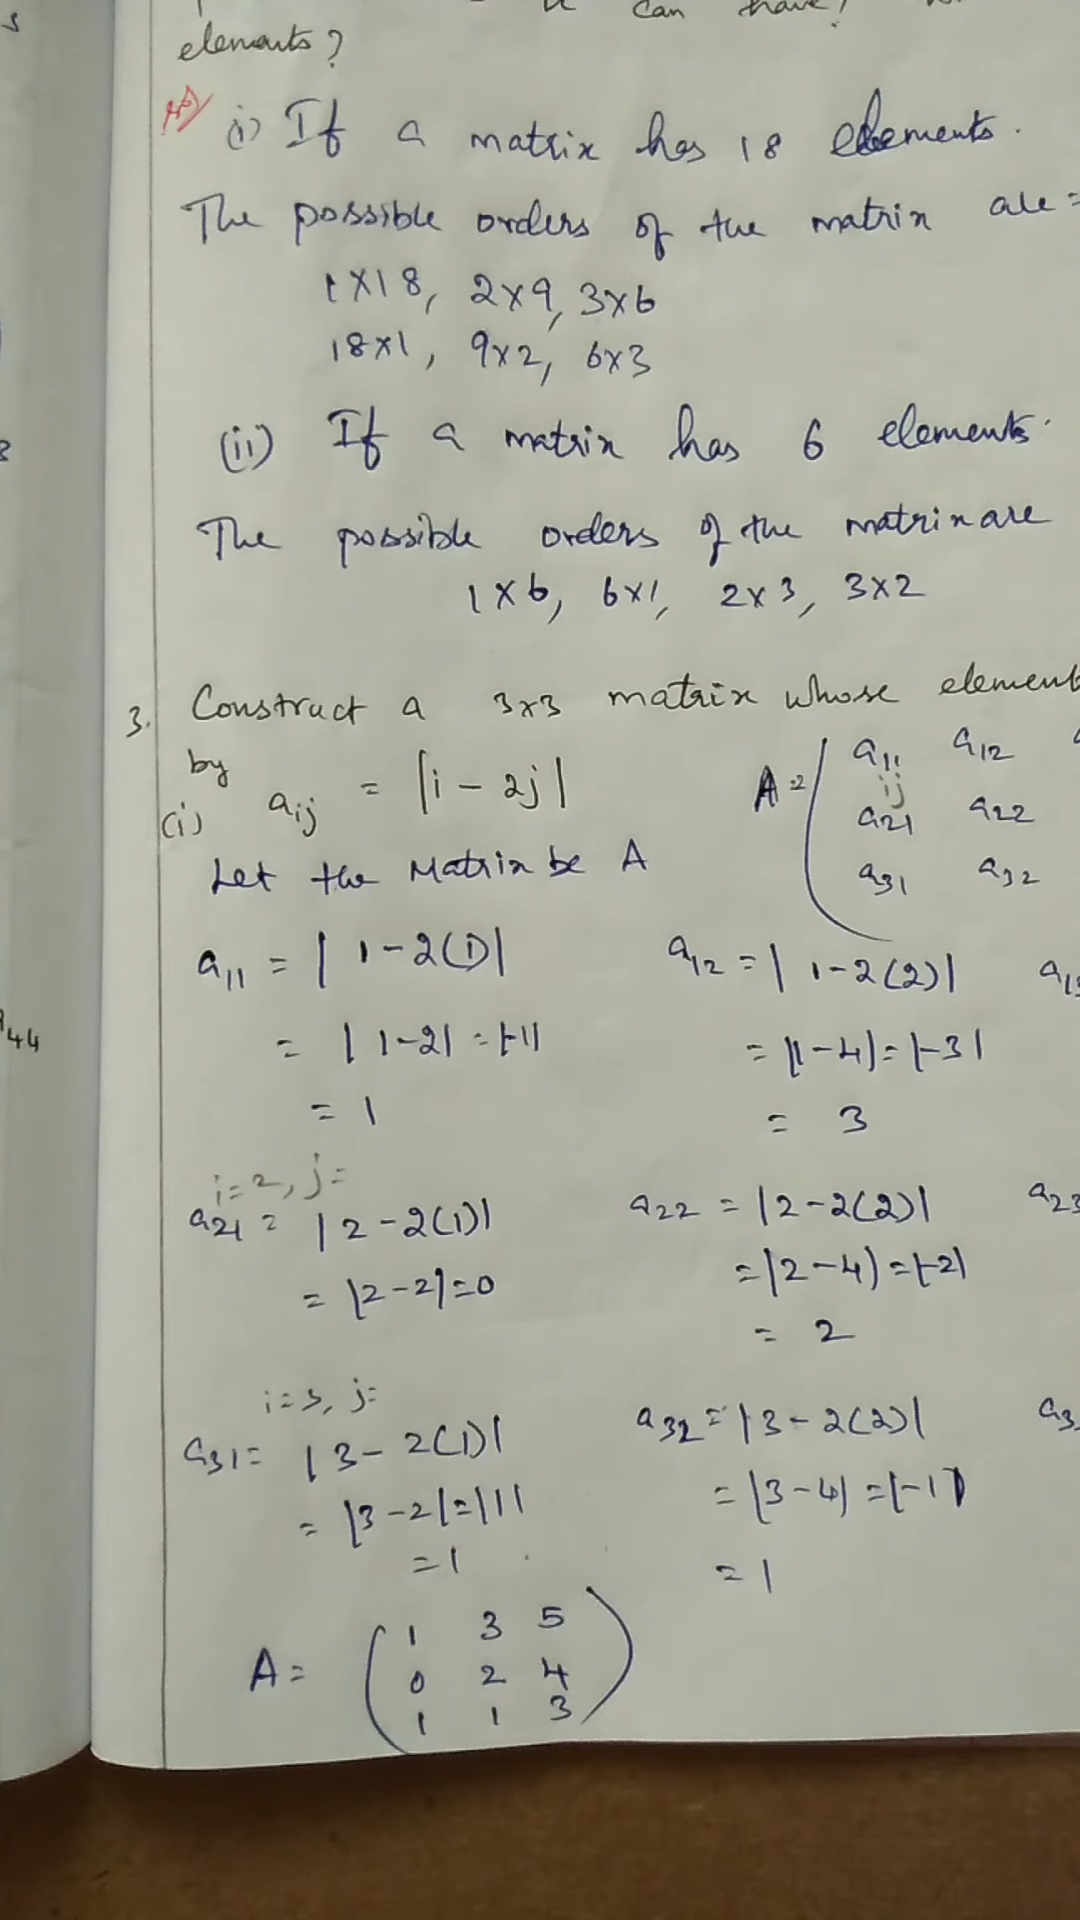 can have?
elements?
(i) If a matrix has 18 elements.
The possible orders of the matrix are =
1×18, 2×9, 3×6
18×1, 9×2, 6×3
(ii) If a matrix has 6 elements.
The possible orders of the matrix are
1×6, 6×1, 2×3, 3×2
3. Construct a 3×3 matrix whose element
by
(i) aij = |i - 2j|
A = ( a11 a12
ij
a21 a22
a31 a32
Let the Matrix be A
a11 = | 1-2(1)| a12 = | 1-2(2)|
= | 1-2| = |-1| = |1-4| = |-3|
= 1 = 3
i=2, j=
a21 = |2-2(1)| a22 = |2-2(2)| a23
= |2-2| = 0 = |2-4| = |-2|
= 2
i=3, j=
a31 = |3-2(1)| a32 = |3-2(2)| a3
= |3-2| = |1| = |3-4| = |-1|
= 1 = 1
A = ( 1 3 5
0 2 4
1 1 3 )
44